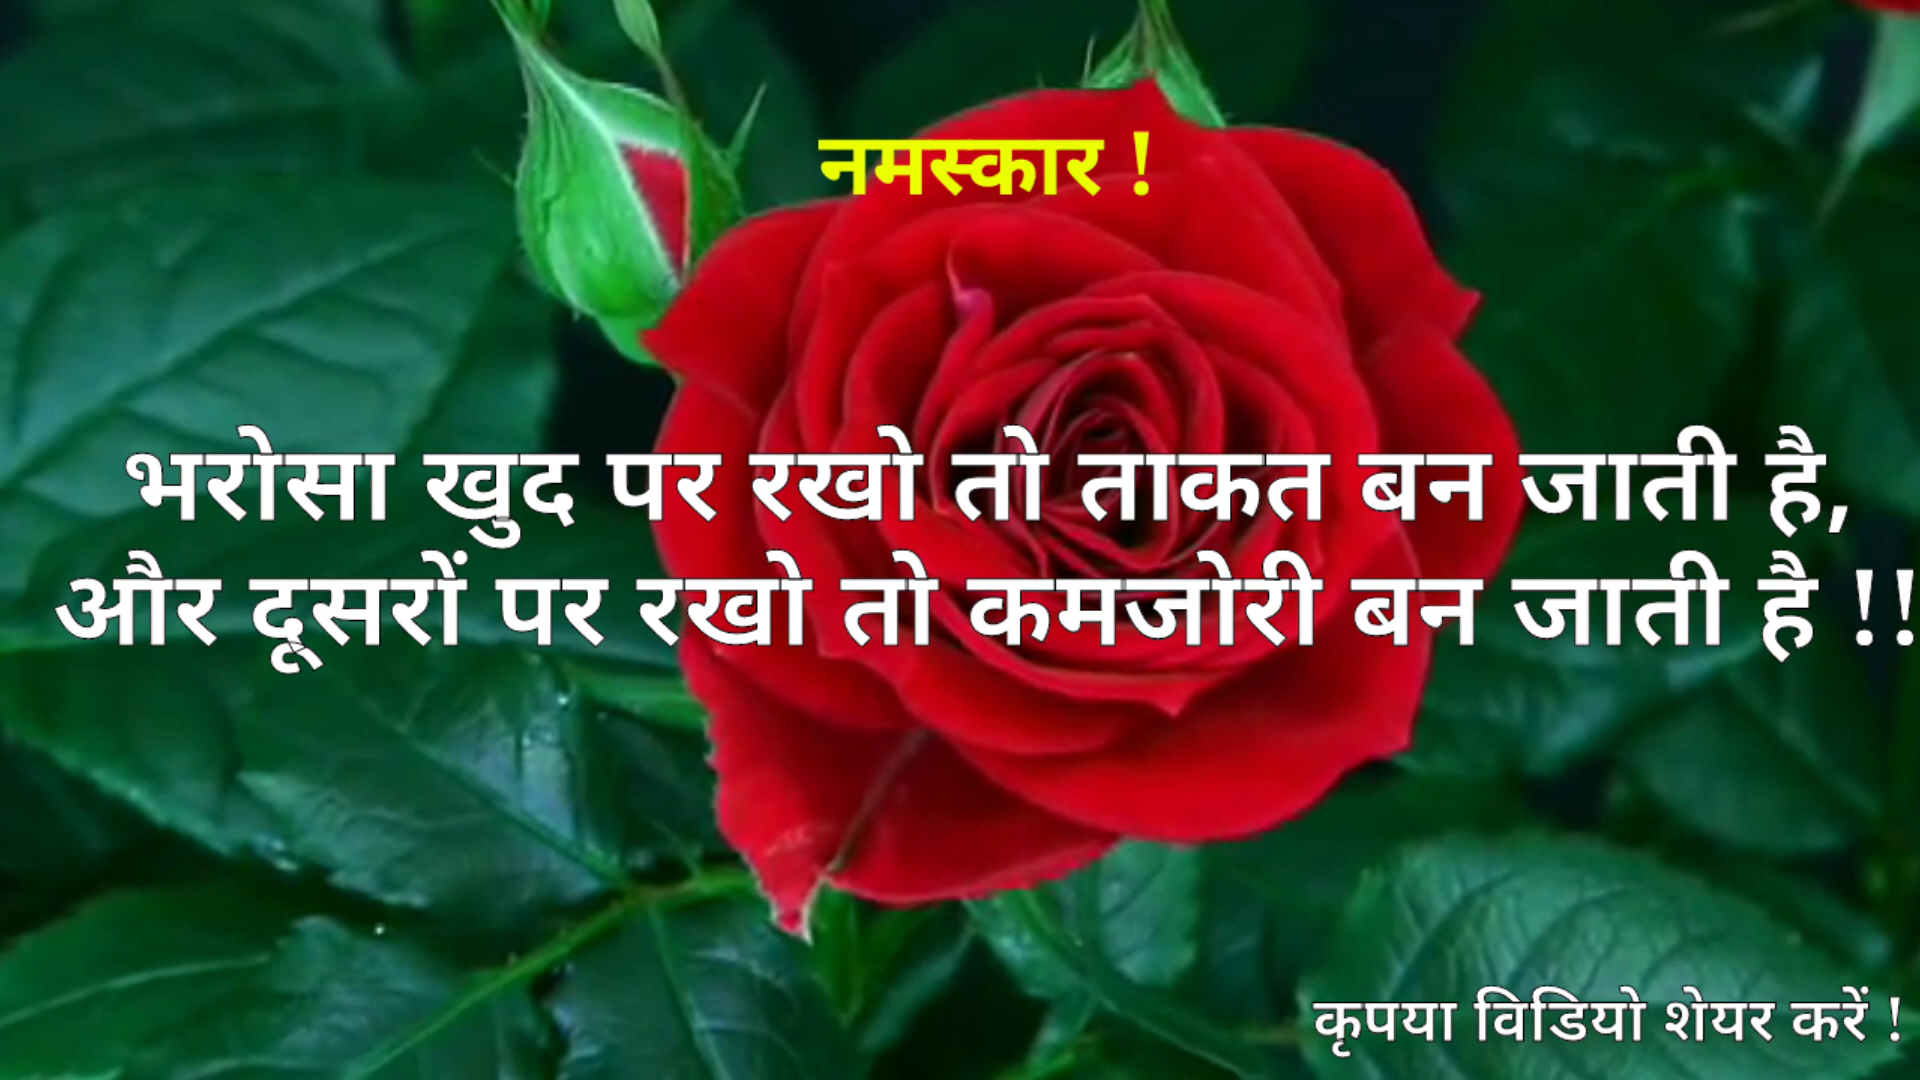 नमस्कार !
भरोसा खुद पर रखो तो ताकत बन जाती है,
और दूसरों पर रखो तो कमजोरी बन जाती है !!
कृपया विडियो शेयर करें !